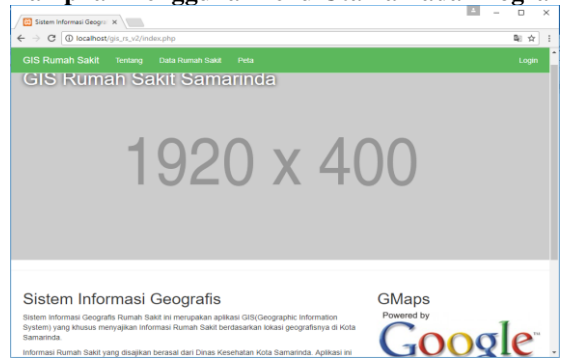 Sistem Informasi Geogra
localhost/gis_rs_v2/index.php
GIS Rumah Sakit Tentang Data Rumah Sakit Peta Login
GIS Rumah Sakit Samarinda
1920 x 400
Sistem Informasi Geografis
Sistem Informasi Geografis Rumah Sakit ini merupakan aplikasi GIS(Geographic Information
System) yang khusus menyajikan Informasi Rumah Sakit berdasarkan lokasi geografisnya di Kota
Samarinda.
Informasi Rumah Sakit yang disajikan berasal dari Dinas Kesehatan Kota Samarinda. Aplikasi ini
GMaps
Powered by
Google